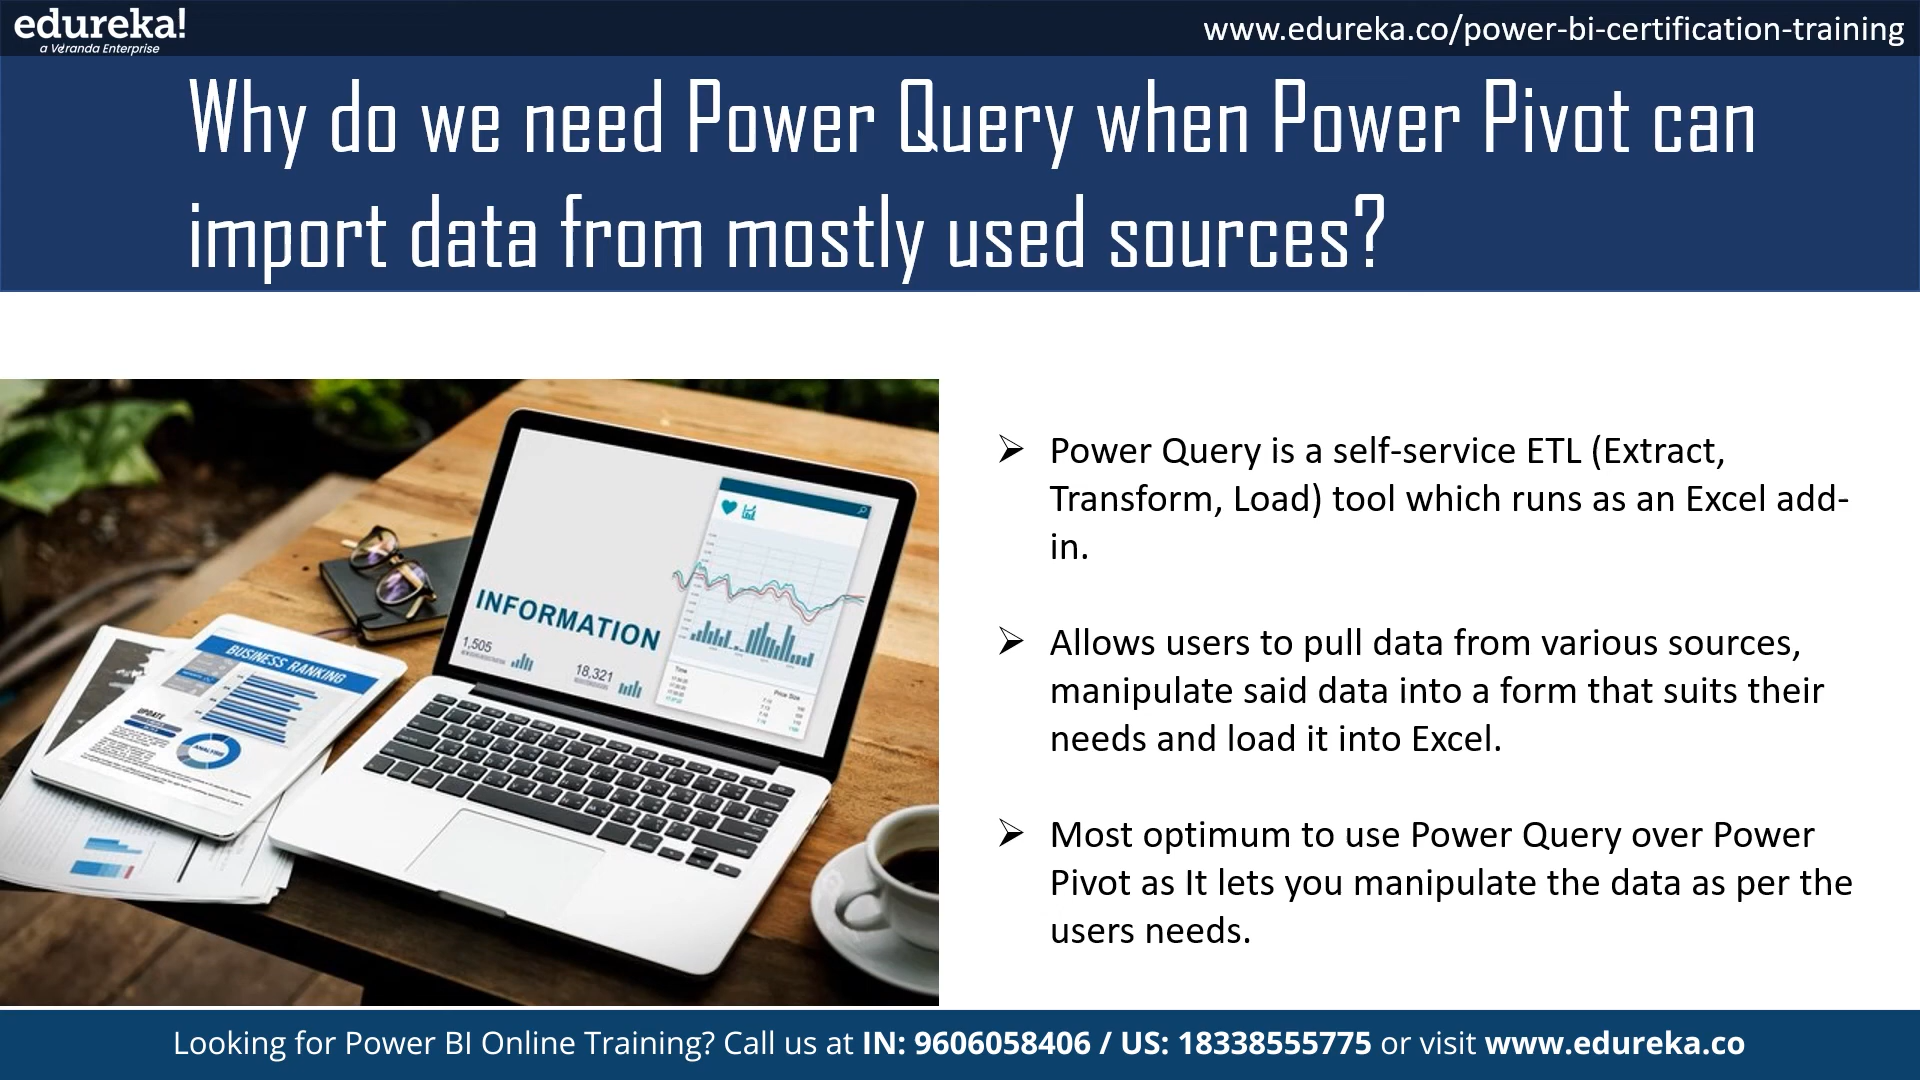 edureka!
a Veranda Enterprise
www.edureka.co/power-bi-certification-training
Why do we need Power Query when Power Pivot can
import data from mostly used sources?
INFORMATION
1,505
18,321
Time
Price Size
BUSINESS RANKING
UPDATE
ANALYSIS
➢ Power Query is a self-service ETL (Extract,
Transform, Load) tool which runs as an Excel add-
in.
➢ Allows users to pull data from various sources,
manipulate said data into a form that suits their
needs and load it into Excel.
➢ Most optimum to use Power Query over Power
Pivot as It lets you manipulate the data as per the
users needs.
Looking for Power BI Online Training? Call us at IN: 9606058406 / US: 18338555775 or visit www.edureka.co